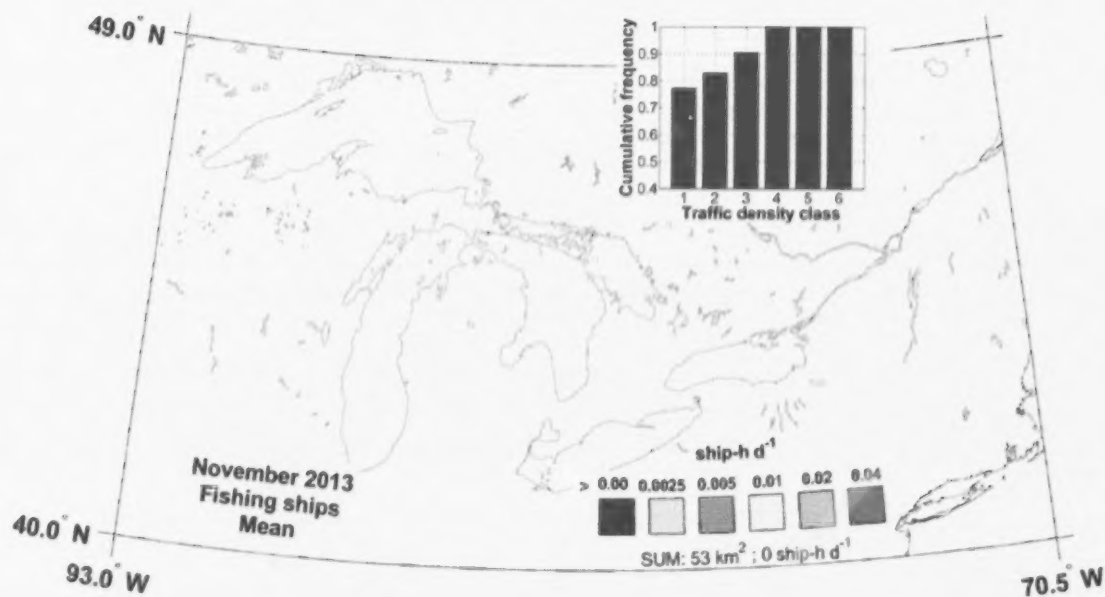 49.0° N
Cumulative frequency
1
0.9
0.8
0.7
0.6
0.5
0.4
1 2 3 4 5 6
Traffic density class
November 2013
Fishing ships
Mean
ship-h d-1
> 0.00 0.0025 0.005 0.01 0.02 0.04
SUM: 53 km2 ; 0 ship-h d-1
40.0° N
93.0° W
70.5° W